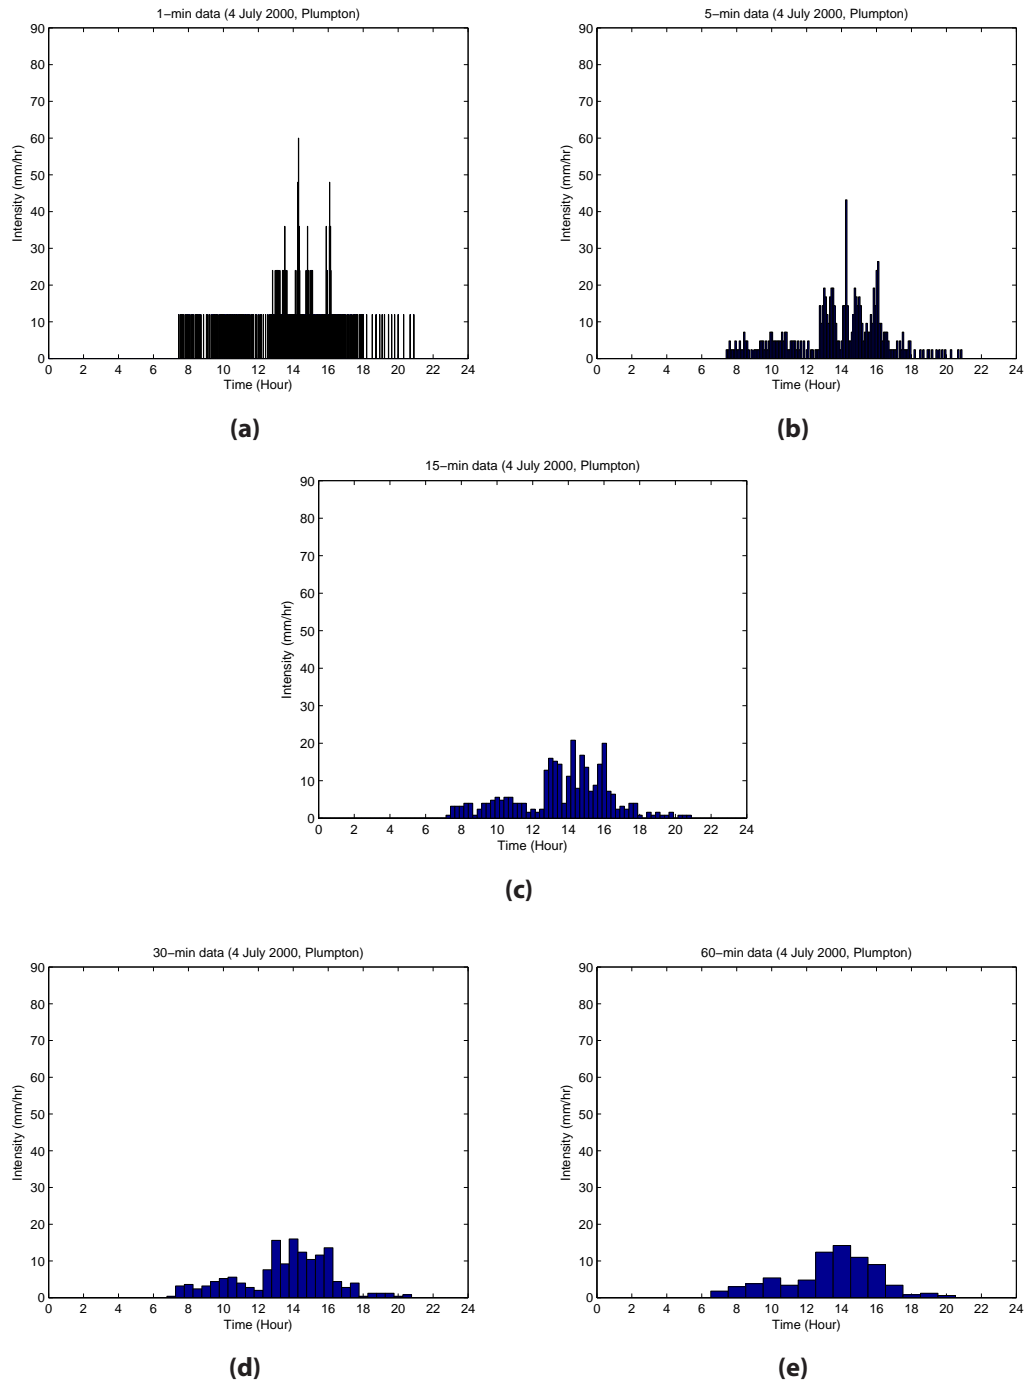 1−min data (4 July 2000, Plumpton)
90
80
70
60
50
40
30
20
10
0
Intensity (mm/hr)
0 2 4 6 8 10 12 14 16 18 20 22 24
Time (Hour)
(a)
5−min data (4 July 2000, Plumpton)
90
80
70
60
50
40
30
20
10
0
Intensity (mm/hr)
0 2 4 6 8 10 12 14 16 18 20 22 24
Time (Hour)
(b)
15−min data (4 July 2000, Plumpton)
90
80
70
60
50
40
30
20
10
0
Intensity (mm/hr)
0 2 4 6 8 10 12 14 16 18 20 22 24
Time (Hour)
(c)
30−min data (4 July 2000, Plumpton)
90
80
70
60
50
40
30
20
10
0
Intensity (mm/hr)
0 2 4 6 8 10 12 14 16 18 20 22 24
Time (Hour)
(d)
60−min data (4 July 2000, Plumpton)
90
80
70
60
50
40
30
20
10
0
Intensity (mm/hr)
0 2 4 6 8 10 12 14 16 18 20 22 24
Time (Hour)
(e)